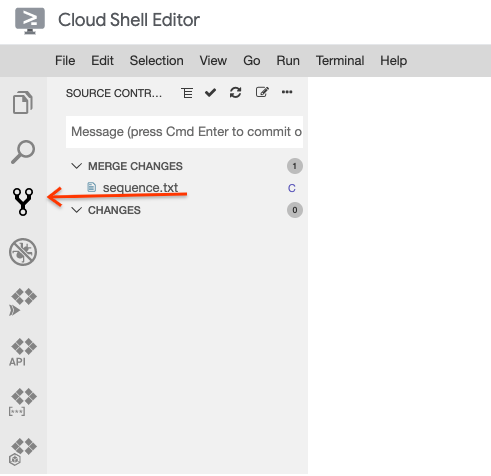 Cloud Shell Editor
File Edit Selection View Go Run Terminal Help
SOURCE CONTR...
Message (press Cmd Enter to commit o
MERGE CHANGES 1
sequence.txt C
CHANGES 0
API